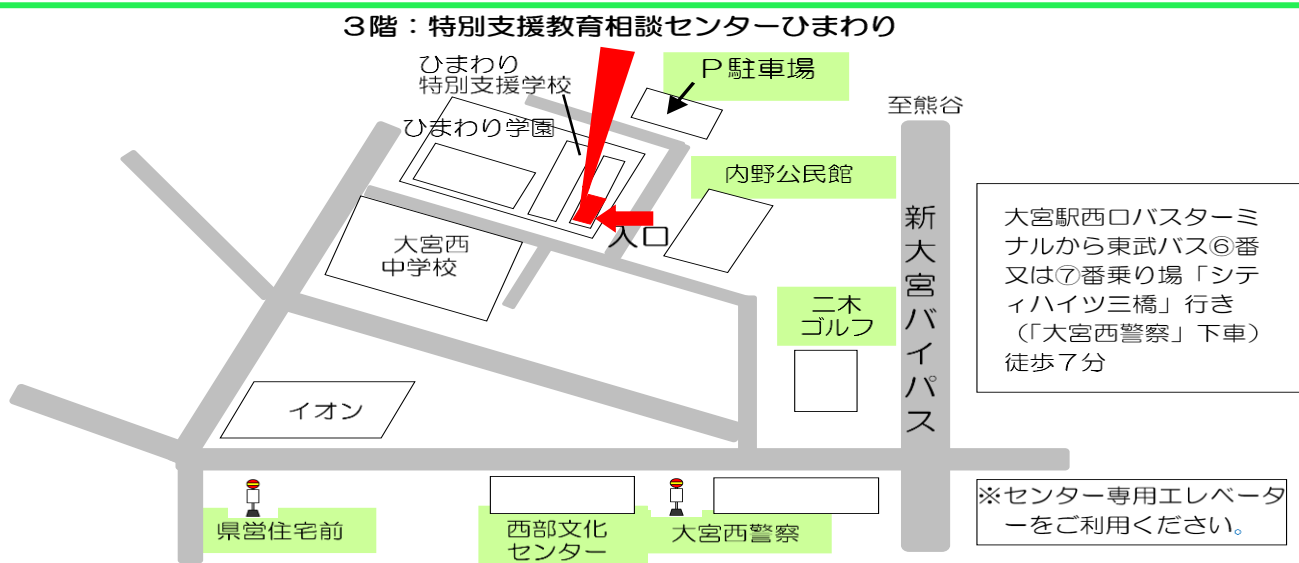 ３階：特別支援教育相談センターひまわり
ひまわり
特別支援学校
Ｐ駐車場
至熊谷
ひまわり学園
内野公民館
入口
大宮西
中学校
新大宮バイパス
大宮駅西口バスターミ
ナルから東武バス⑥番
又は⑦番乗り場「シテ
ィハイツ三橋」行き
（「大宮西警察」下車）
徒歩７分
二木
ゴルフ
イオン
※センター専用エレベータ
ーをご利用ください。
県営住宅前
西部文化
センター
大宮西警察